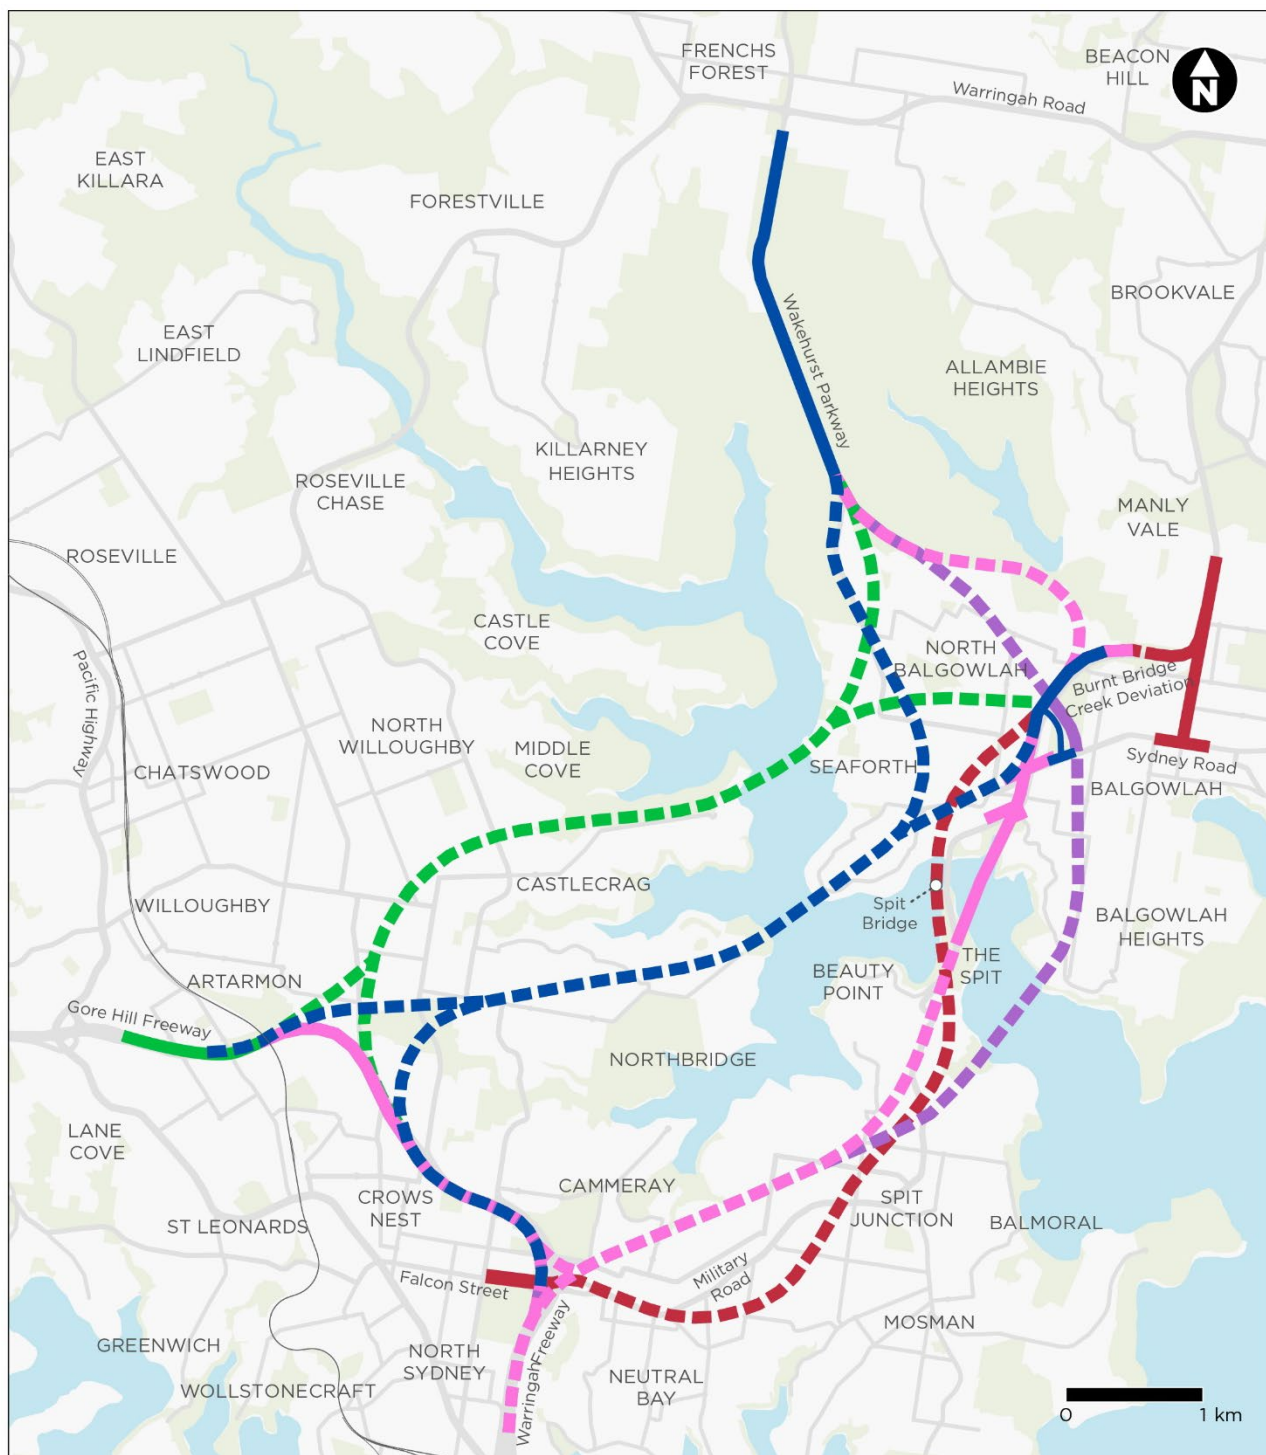 FRENCHS
FOREST
BEACON
HILL
N
Warringah Road
EAST
KILLARA
FORESTVILLE
BROOKVALE
EAST
LINDFIELD
Wakehurst Parkway
ALLAMBIE
HEIGHTS
KILLARNEY
HEIGHTS
ROSEVILLE
CHASE
MANLY
VALE
ROSEVILLE
CASTLE
COVE
NORTH
BALGOWLAH
Pacific Highway
Burnt Bridge
Creek Deviation
NORTH
WILLOUGHBY
MIDDLE
COVE
CHATSWOOD
SEAFORTH
Sydney Road
BALGOWLAH
CASTLECRAG
WILLOUGHBY
Spit
Bridge
BALGOWLAH
HEIGHTS
ARTARMON
BEAUTY
POINT
THE
SPIT
Gore Hill Freeway
NORTHBRIDGE
LANE
COVE
CAMMERAY
CROWS
NEST
SPIT
JUNCTION
ST LEONARDS
BALMORAL
Falcon Street
Military
Road
MOSMAN
GREENWICH
NORTH
SYDNEY
Warringah Freeway
NEUTRAL
BAY
WOLLSTONECRAFT
0 1 km